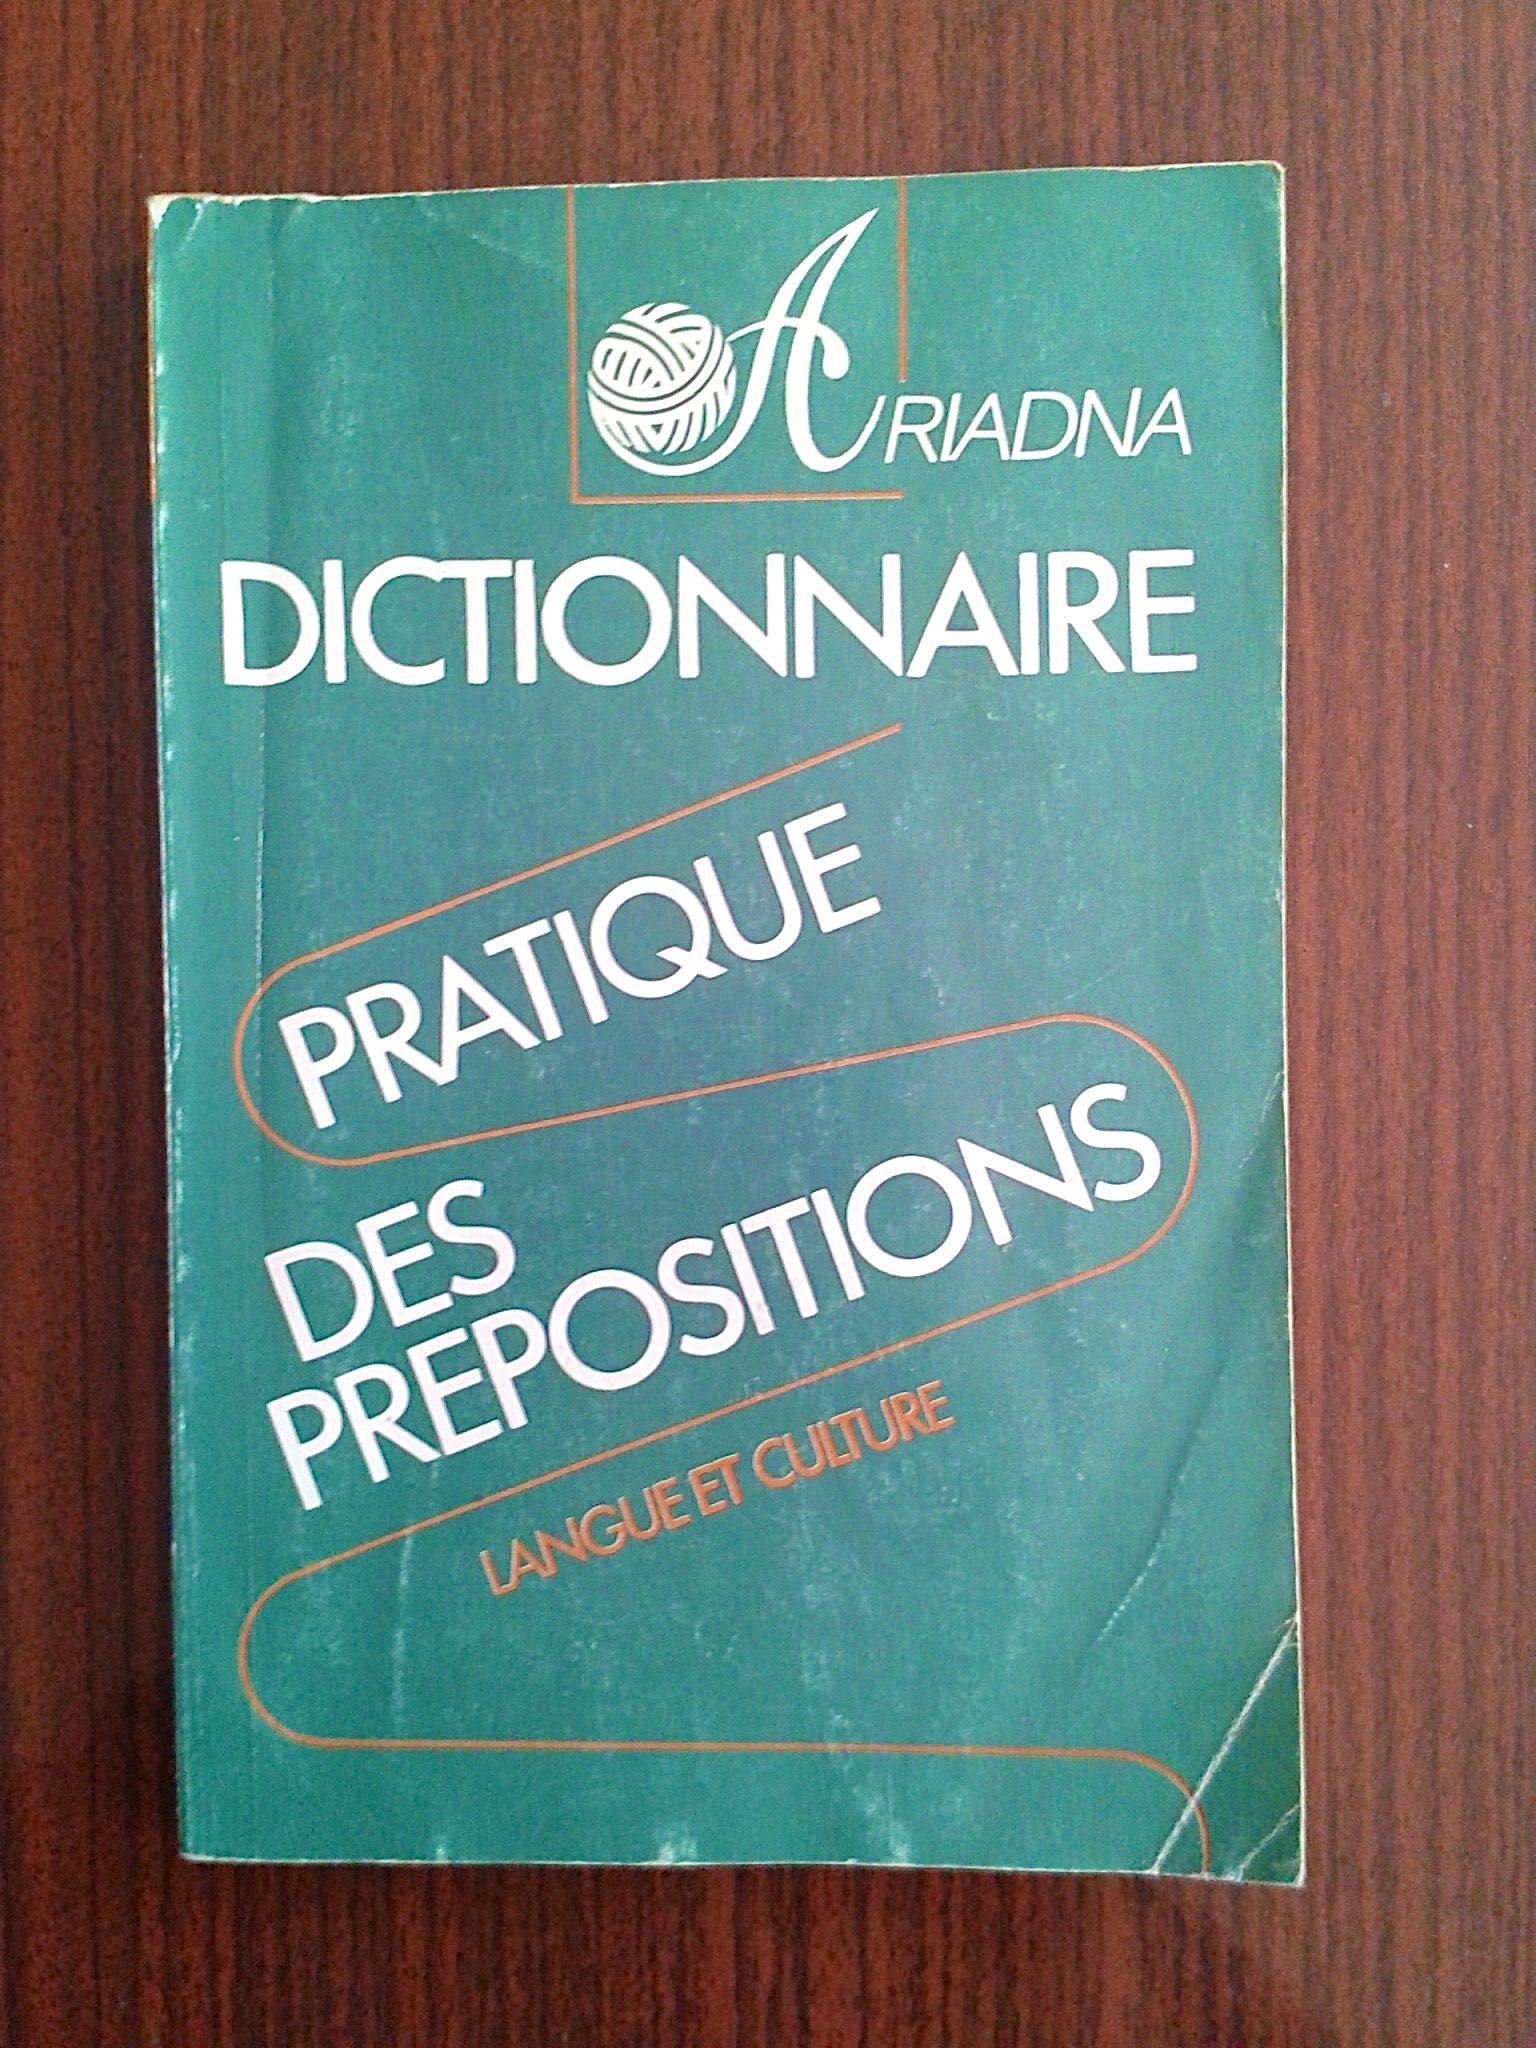 ARIADNA
DICTIONNAIRE
PRATIQUE
DES
PREPOSITIONS
LANGUE ET CULTURE